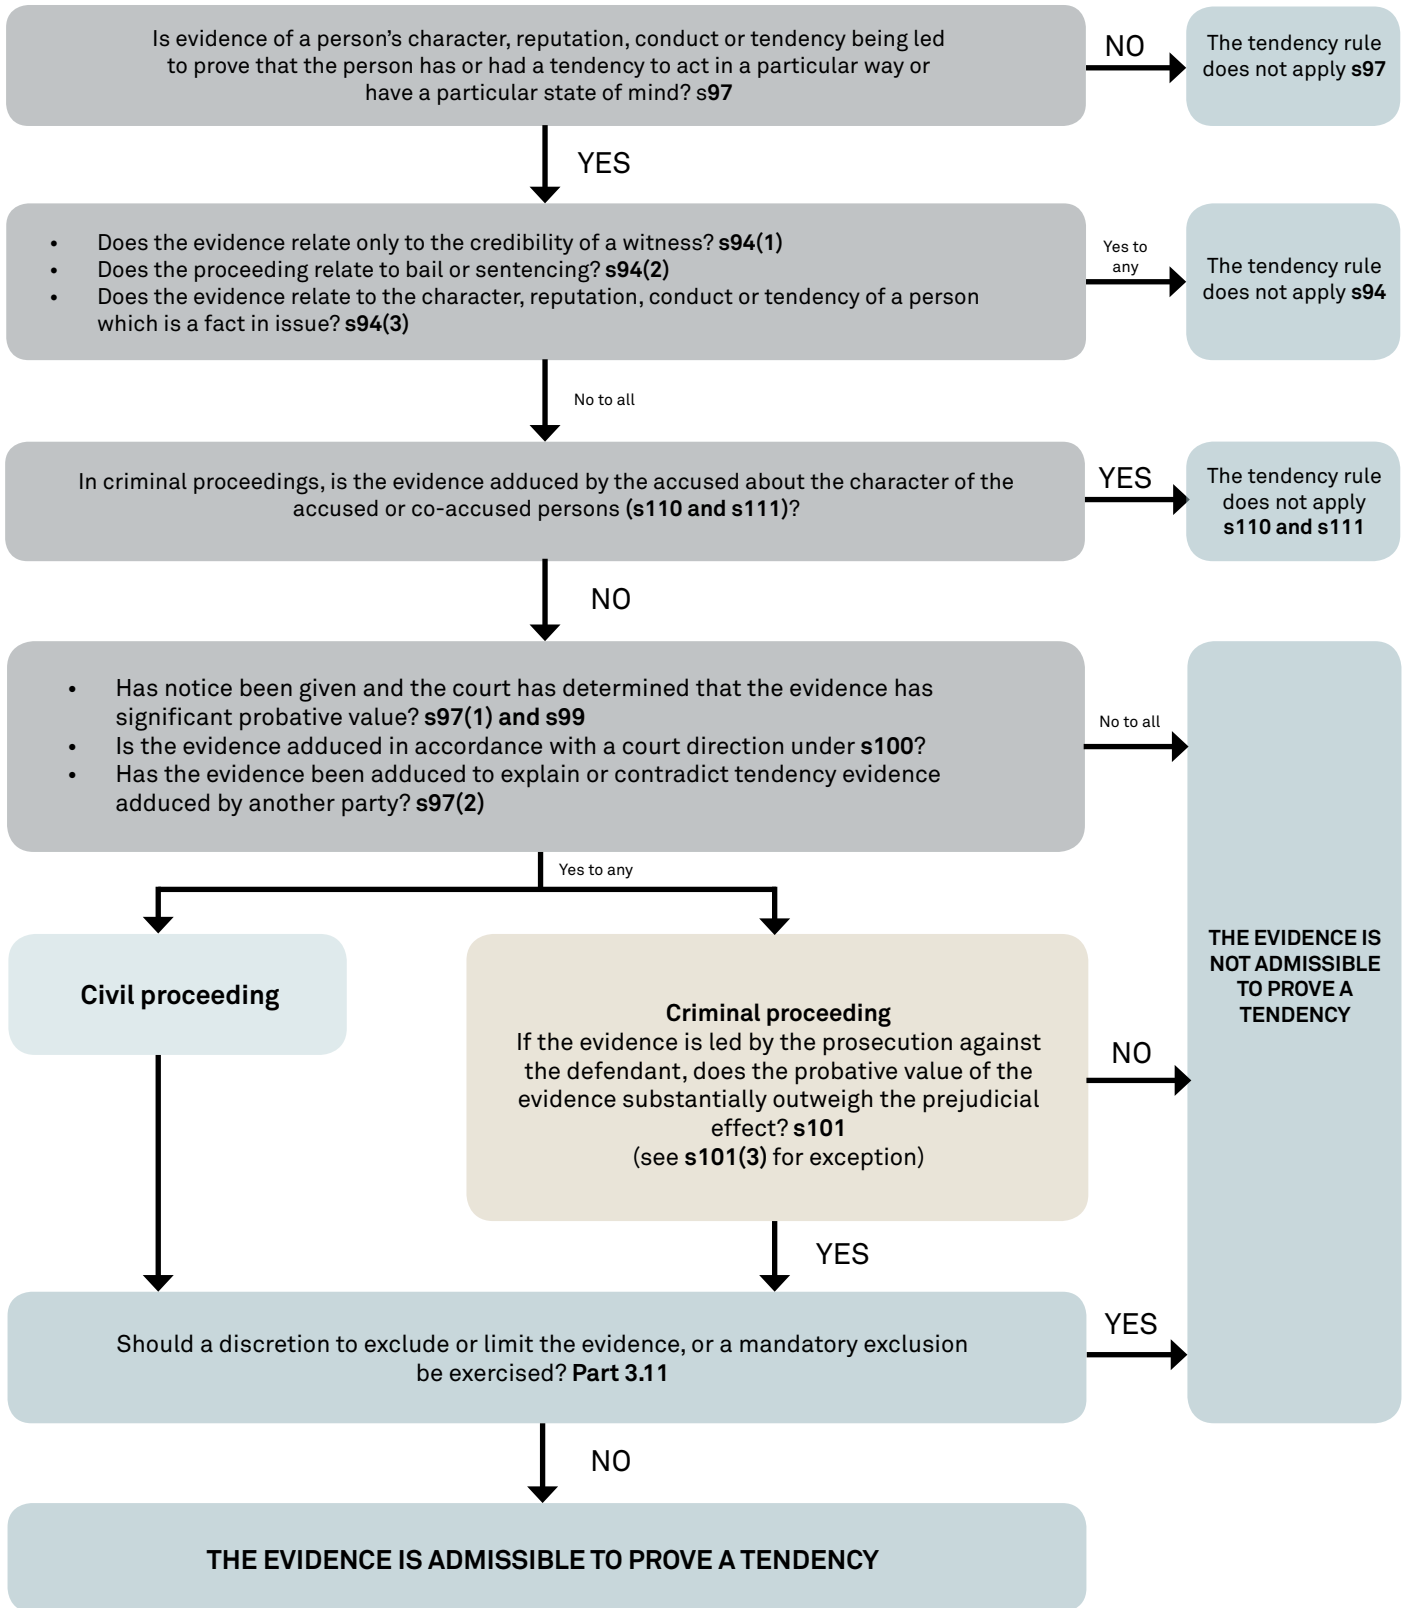 Is evidence of a person's character, reputation, conduct or tendency being led
to prove that the person has or had a tendency to act in a particular way or
have a particular state of mind? s97
NO
The tendency rule
does not apply s97
YES
• Does the evidence relate only to the credibility of a witness? s94(1)
• Does the proceeding relate to bail or sentencing? s94(2)
• Does the evidence relate to the character, reputation, conduct or tendency of a person
which is a fact in issue? s94(3)
Yes to
any
The tendency rule
does not apply s94
No to all
In criminal proceedings, is the evidence adduced by the accused about the character of the
accused or co-accused persons (s110 and s111)?
YES
The tendency rule
does not apply
s110 and s111
NO
• Has notice been given and the court has determined that the evidence has
significant probative value? s97(1) and s99
• Is the evidence adduced in accordance with a court direction under s100?
• Has the evidence been adduced to explain or contradict tendency evidence
adduced by another party? s97(2)
No to all
THE EVIDENCE IS
NOT ADMISSIBLE
TO PROVE A
TENDENCY
Yes to any
Civil proceeding
Criminal proceeding
If the evidence is led by the prosecution against
the defendant, does the probative value of the
evidence substantially outweigh the prejudicial
effect? s101
(see s101(3) for exception)
NO
YES
Should a discretion to exclude or limit the evidence, or a mandatory exclusion
be exercised? Part 3.11
YES
NO
THE EVIDENCE IS ADMISSIBLE TO PROVE A TENDENCY